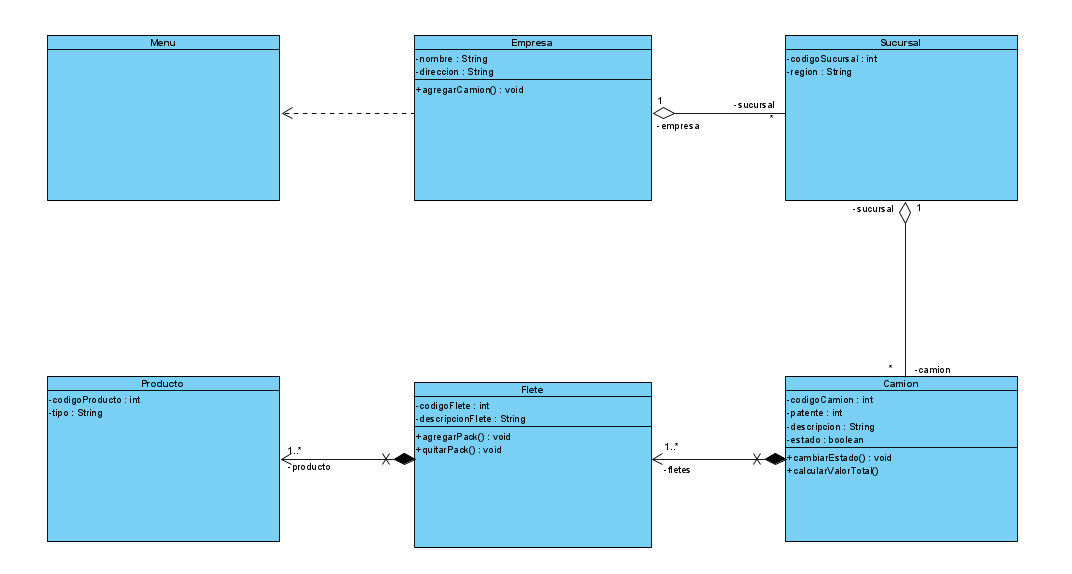 Menu
Empresa
-nombre : String
-direccion : String
+agregarCamion() : void
Sucursal
-codigoSucursal : int
-region : String
1
-empresa
-sucursal
*
-sucursal
1
*
-camion
Producto
-codigoProducto : int
-tipo : String
1..*
-producto
Flete
-codigoFlete : int
-descripcionFlete : String
+agregarPack() : void
+quitarPack() : void
1..*
-fletes
Camion
-codigoCamion : int
-patente : int
-descripcion : String
-estado : boolean
+cambiarEstado() : void
+calcularValorTotal()